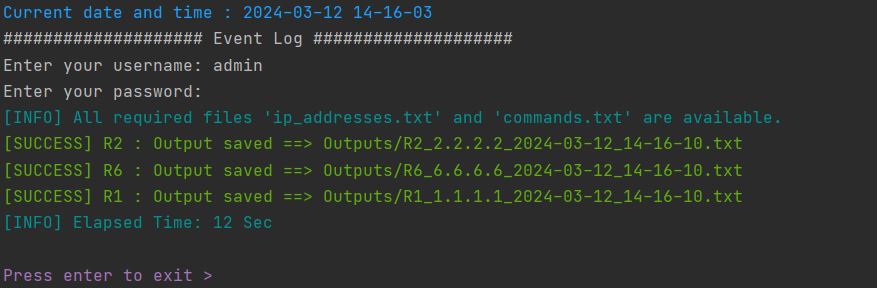 Current date and time : 2024-03-12 14-16-03
#################### Event Log ####################
Enter your username: admin
Enter your password:
[INFO] All required files 'ip_addresses.txt' and 'commands.txt' are available.
[SUCCESS] R2 : Output saved ==> Outputs/R2_2.2.2.2_2024-03-12_14-16-10.txt
[SUCCESS] R6 : Output saved ==> Outputs/R6_6.6.6.6_2024-03-12_14-16-10.txt
[SUCCESS] R1 : Output saved ==> Outputs/R1_1.1.1.1_2024-03-12_14-16-10.txt
[INFO] Elapsed Time: 12 Sec
Press enter to exit >